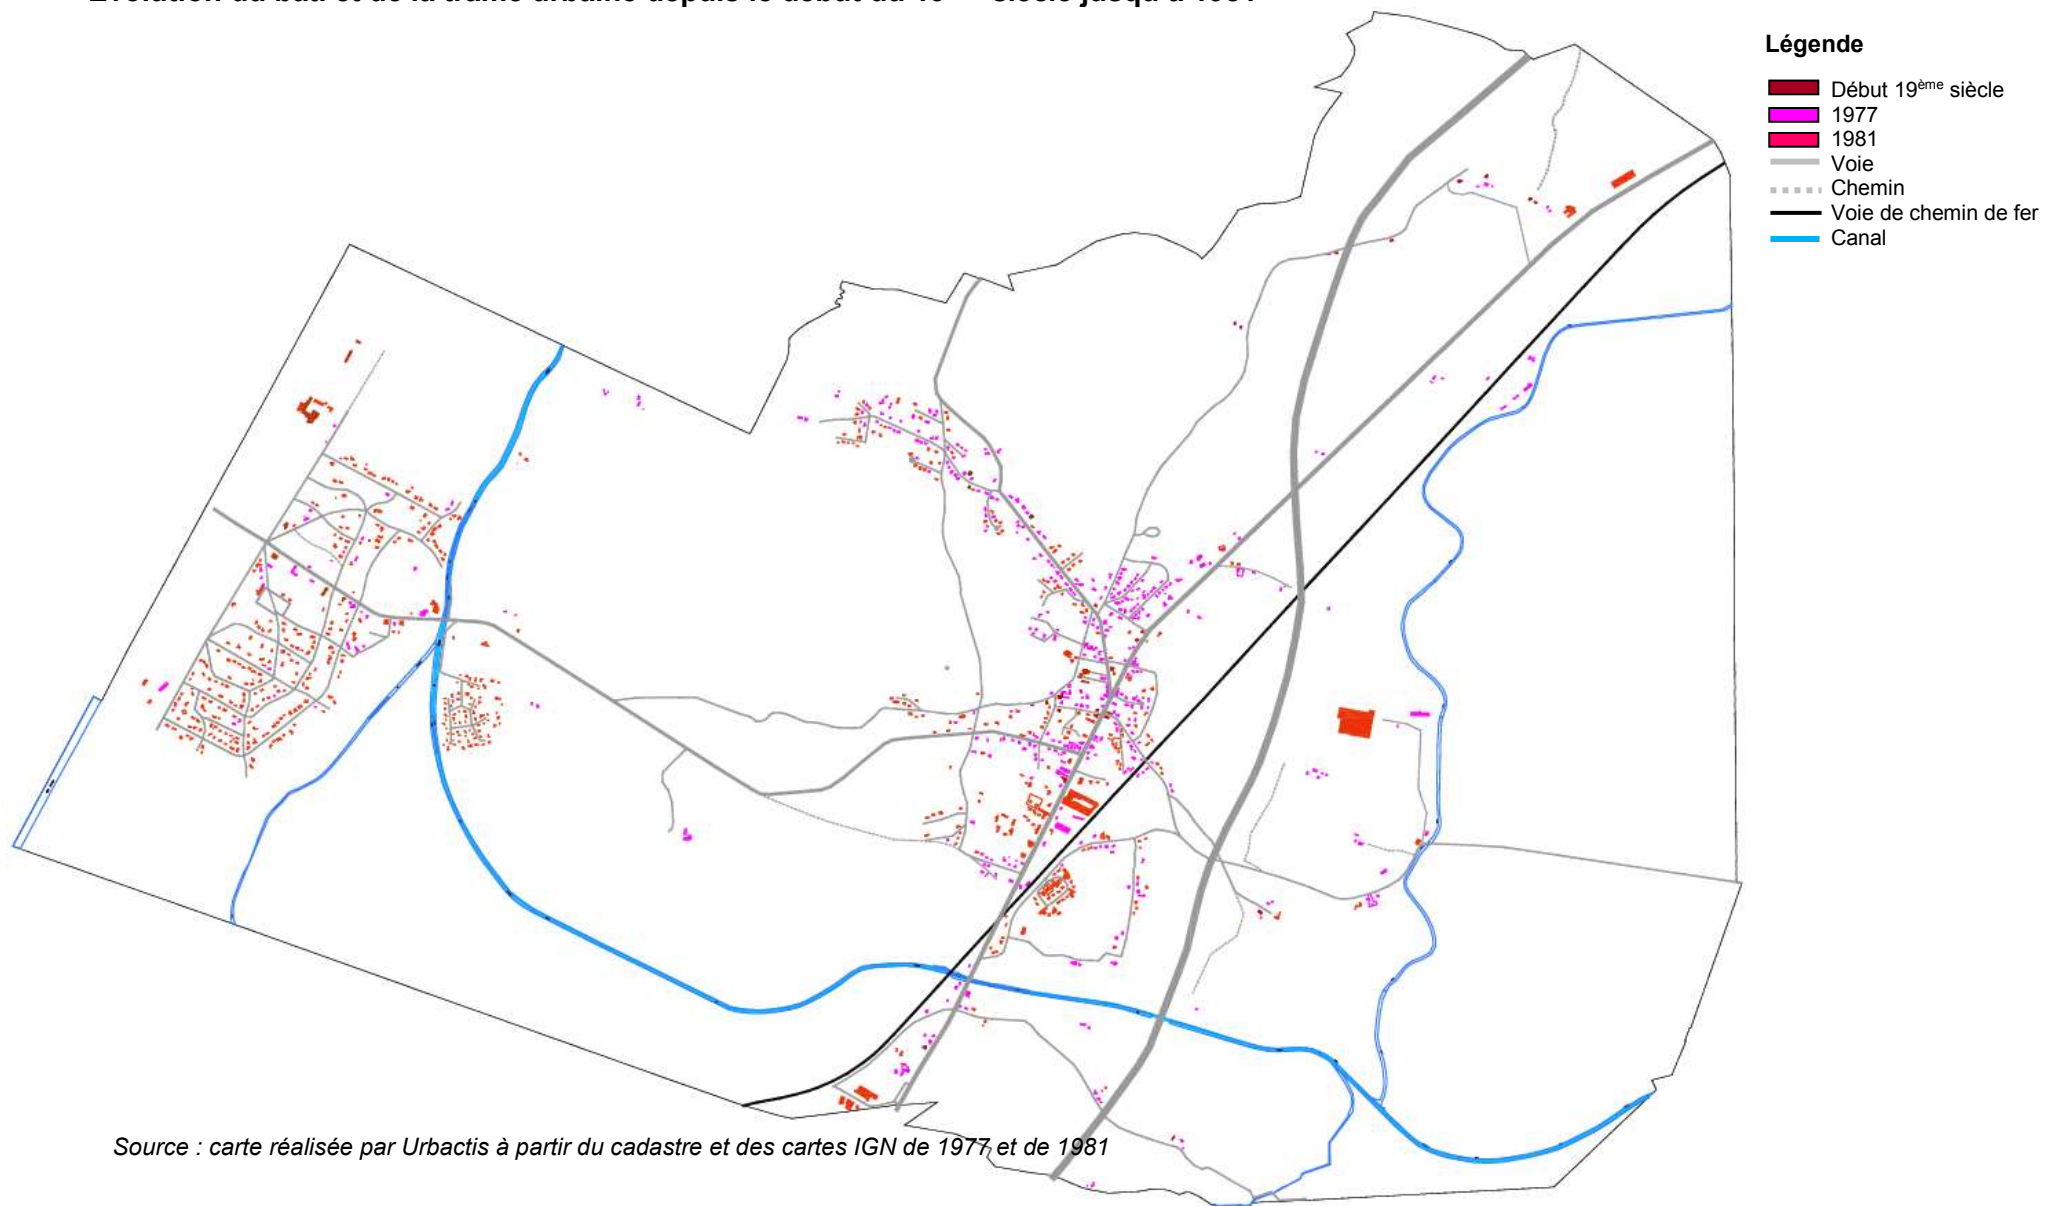 Légende
Début 19ème siècle
1977
1981
Voie
Chemin
Voie de chemin de fer
Canal
Source : carte réalisée par Urbactis à partir du cadastre et des cartes IGN de 1977 et de 1981